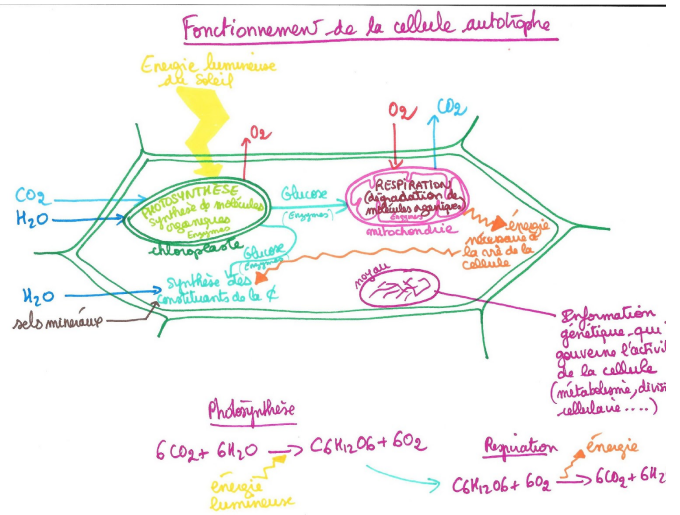 Fonctionnement de la cellule autotrophe
Energie lumineuse
du Soleil
O2
O2
CO2
CO2
H2O
PHOTOSYNTHÈSE
Synthèse de molécules
organiques
Enzymes
chloroplaste
Glucose
(Enzymes)
RESPIRATION
(dégradation de
molécules organiques)
Enzymes
mitochondrie
énergie
nécessaire à
la vie de la
cellule
Glucose
(Enzymes)
H2O
sels minéraux
Synthèse des
constituants de la ¢
noyau
Information
génétique qui
gouverne l'activi
de la cellule
(métabolisme, divis
cellulaire ....)
Photosynthèse
6CO2 + 6H2O → C6H12O6 + 6O2
énergie
lumineuse
Respiration
énergie
C6H12O6 + 6O2 → 6CO2 + 6H2